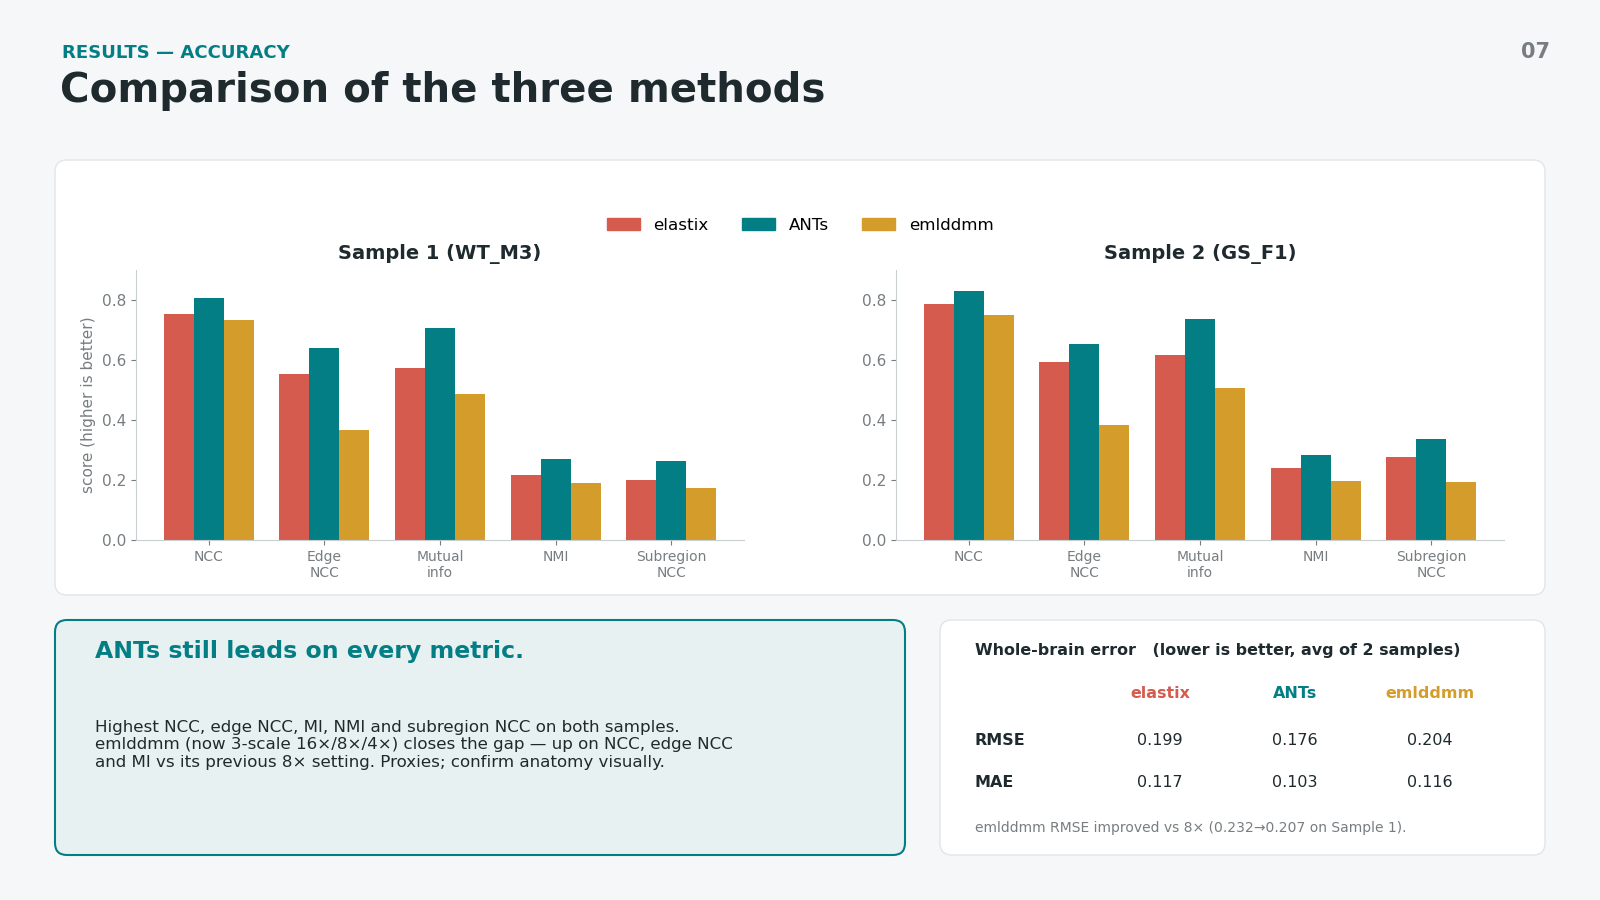 RESULTS — ACCURACY
07
Comparison of the three methods
elastix ANTs emlddmm
Sample 1 (WT_M3)
score (higher is better)
0.8
0.6
0.4
0.2
0.0
NCC Edge NCC Mutual info NMI Subregion NCC
Sample 2 (GS_F1)
0.8
0.6
0.4
0.2
0.0
NCC Edge NCC Mutual info NMI Subregion NCC
ANTs still leads on every metric.
Highest NCC, edge NCC, MI, NMI and subregion NCC on both samples.
emlddmm (now 3-scale 16×/8×/4×) closes the gap — up on NCC, edge NCC
and MI vs its previous 8× setting. Proxies; confirm anatomy visually.
Whole-brain error (lower is better, avg of 2 samples)
elastix ANTs emlddmm
RMSE 0.199 0.176 0.204
MAE 0.117 0.103 0.116
emlddmm RMSE improved vs 8× (0.232→0.207 on Sample 1).